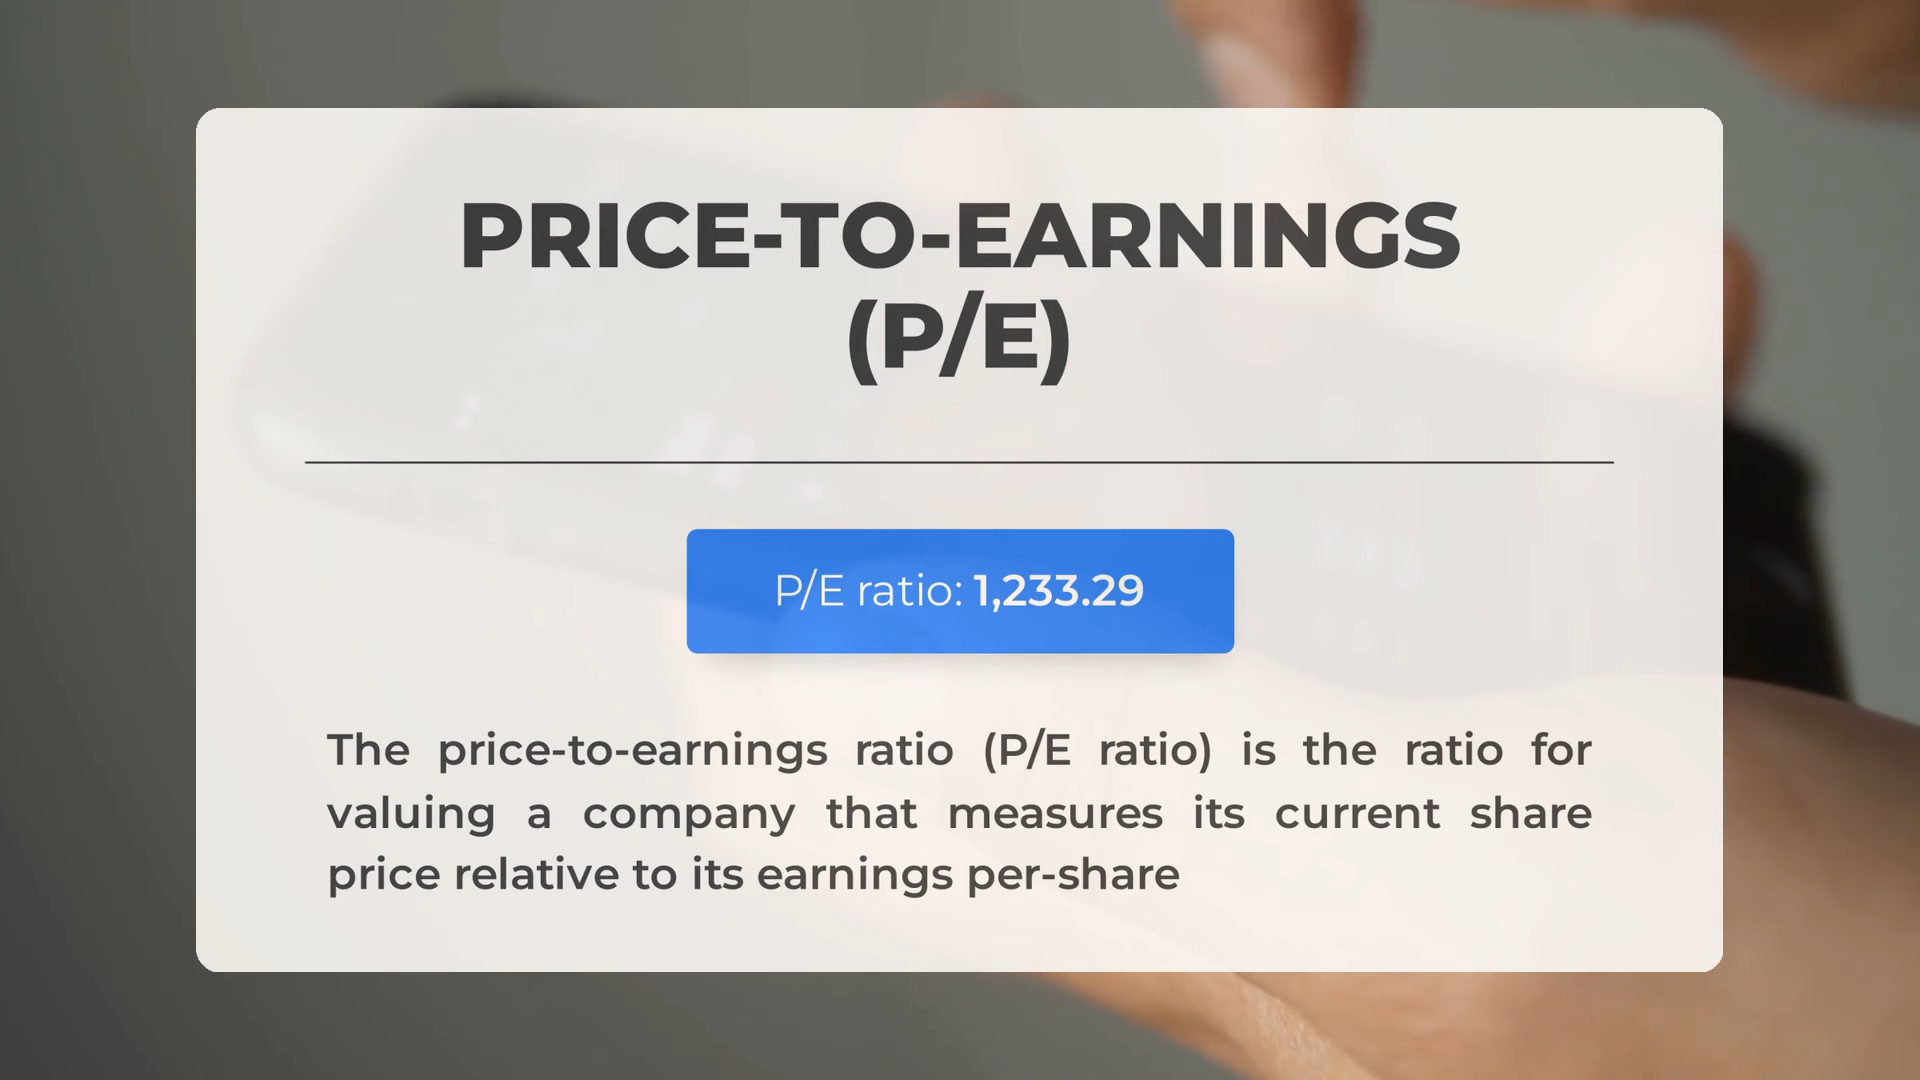 PRICE-TO-EARNINGS
(P/E)
P/E ratio: 1,233.29
The price-to-earnings ratio (P/E ratio) is the ratio for
valuing a company that measures its current share
price relative to its earnings per-share